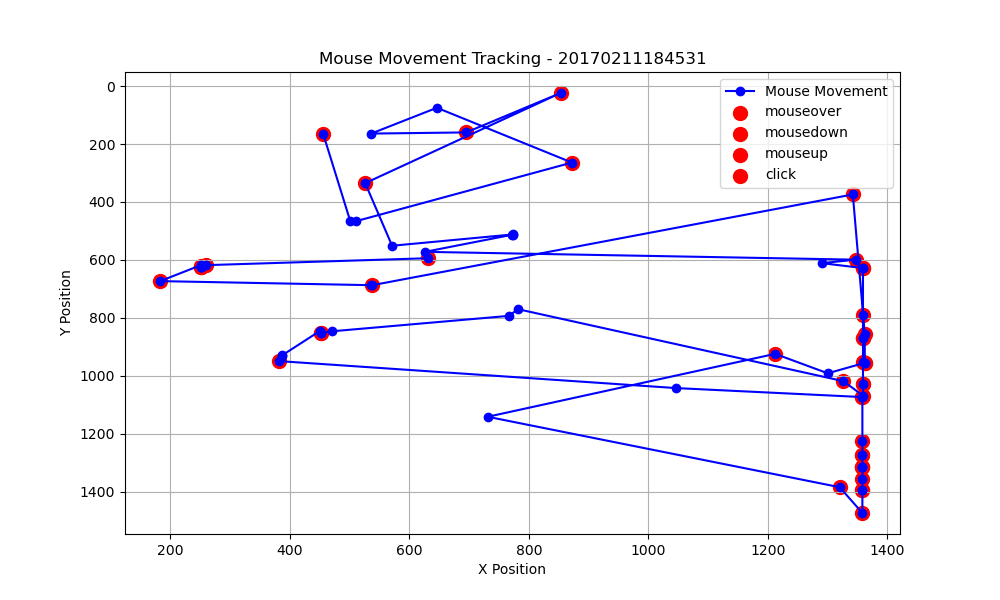 Mouse Movement Tracking - 20170211184531
Mouse Movement
mouseover
mousedown
mouseup
click
0
200
400
600
800
1000
1200
1400
Y Position
200 400 600 800 1000 1200 1400
X Position